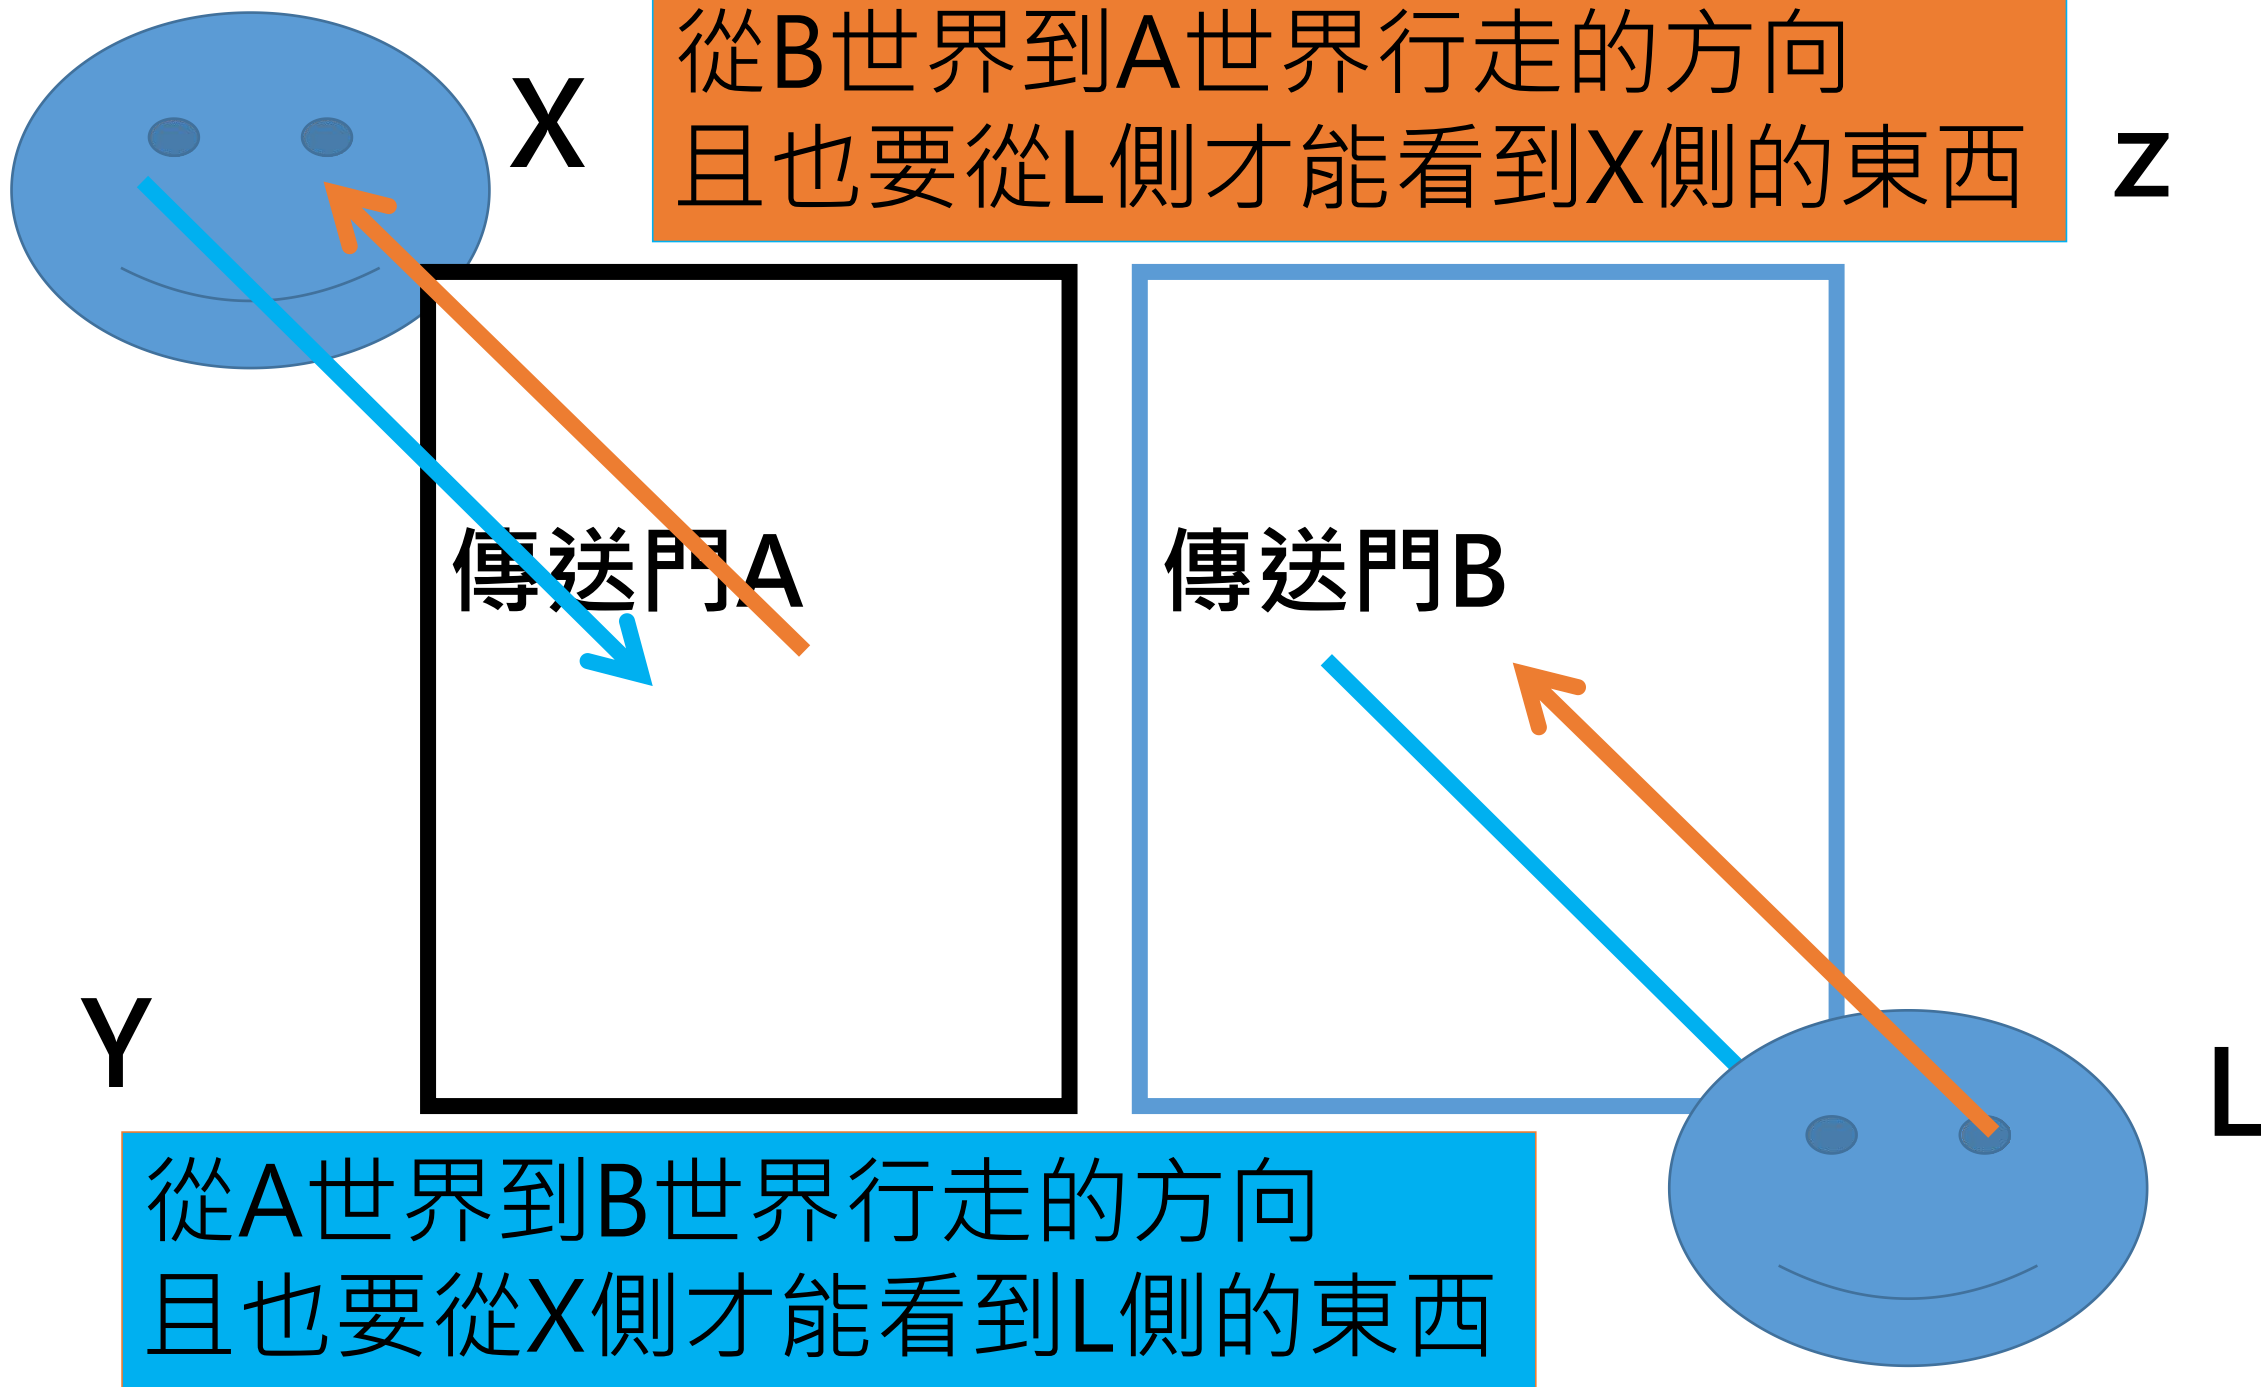 X
從B世界到A世界行走的方向
且也要從L側才能看到X側的東西
Z
傳送門A
傳送門B
Y
L
從A世界到B世界行走的方向
且也要從X側才能看到L側的東西